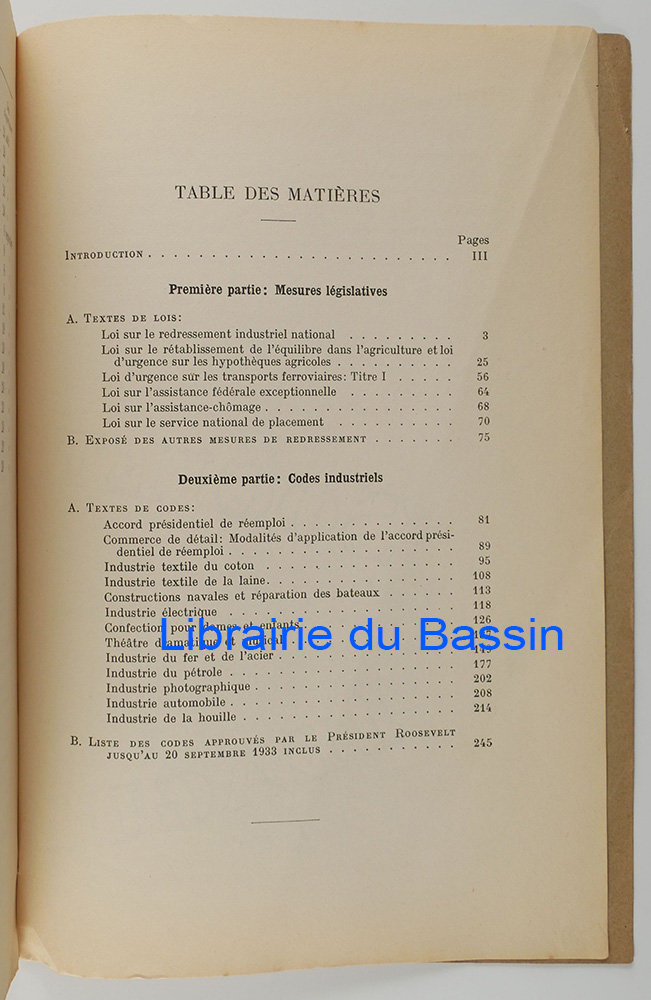 TABLE DES MATIÈRES
Pages
INTRODUCTION . . . . . . . . . . . . . . . . . . . . . . . . III
Première partie: Mesures législatives
A. TEXTES DE LOIS:
Loi sur le redressement industriel national . . . . . . . . . 3
Loi sur le rétablissement de l'équilibre dans l'agriculture et loi
d'urgence sur les hypothèques agricoles . . . . . . . . . . 25
Loi d'urgence sur les transports ferroviaires: Titre I . . . . . 56
Loi sur l'assistance fédérale exceptionnelle . . . . . . . . . 64
Loi sur l'assistance-chômage . . . . . . . . . . . . . . . 68
Loi sur le service national de placement . . . . . . . . . . 70
B. EXPOSÉ DES AUTRES MESURES DE REDRESSEMENT . . . . . . . 75
Deuxième partie: Codes industriels
A. TEXTES DE CODES:
Accord présidentiel de réemploi . . . . . . . . . . . . . 81
Commerce de détail: Modalités d'application de l'accord prési-
dentiel de réemploi . . . . . . . . . . . . . . . . . . 89
Industrie textile du coton . . . . . . . . . . . . . . . 95
Industrie textile de la laine. . . . . . . . . . . . . . . 108
Constructions navales et réparation des bateaux . . . . . . 113
Industrie électrique . . . . . . . . . . . . . . . . . . 118
Confection pour dames et enfants. . . . . . . . . . . . . 126
Théâtre dramatique et
Librairie du Bassin
Industrie du fer et de l'acier . . . . . . . . . . . . . .
Industrie du pétrole . . . . . . . . . . . . . . . . . . 177
Industrie photographique . . . . . . . . . . . . . . . . 202
Industrie automobile . . . . . . . . . . . . . . . . . . 208
Industrie de la houille . . . . . . . . . . . . . . . . . 214
B. LISTE DES CODES APPROUVÉS PAR LE PRÉSIDENT ROOSEVELT
JUSQU'AU 20 SEPTEMBRE 1933 INCLUS . . . . . . . . . . . 245